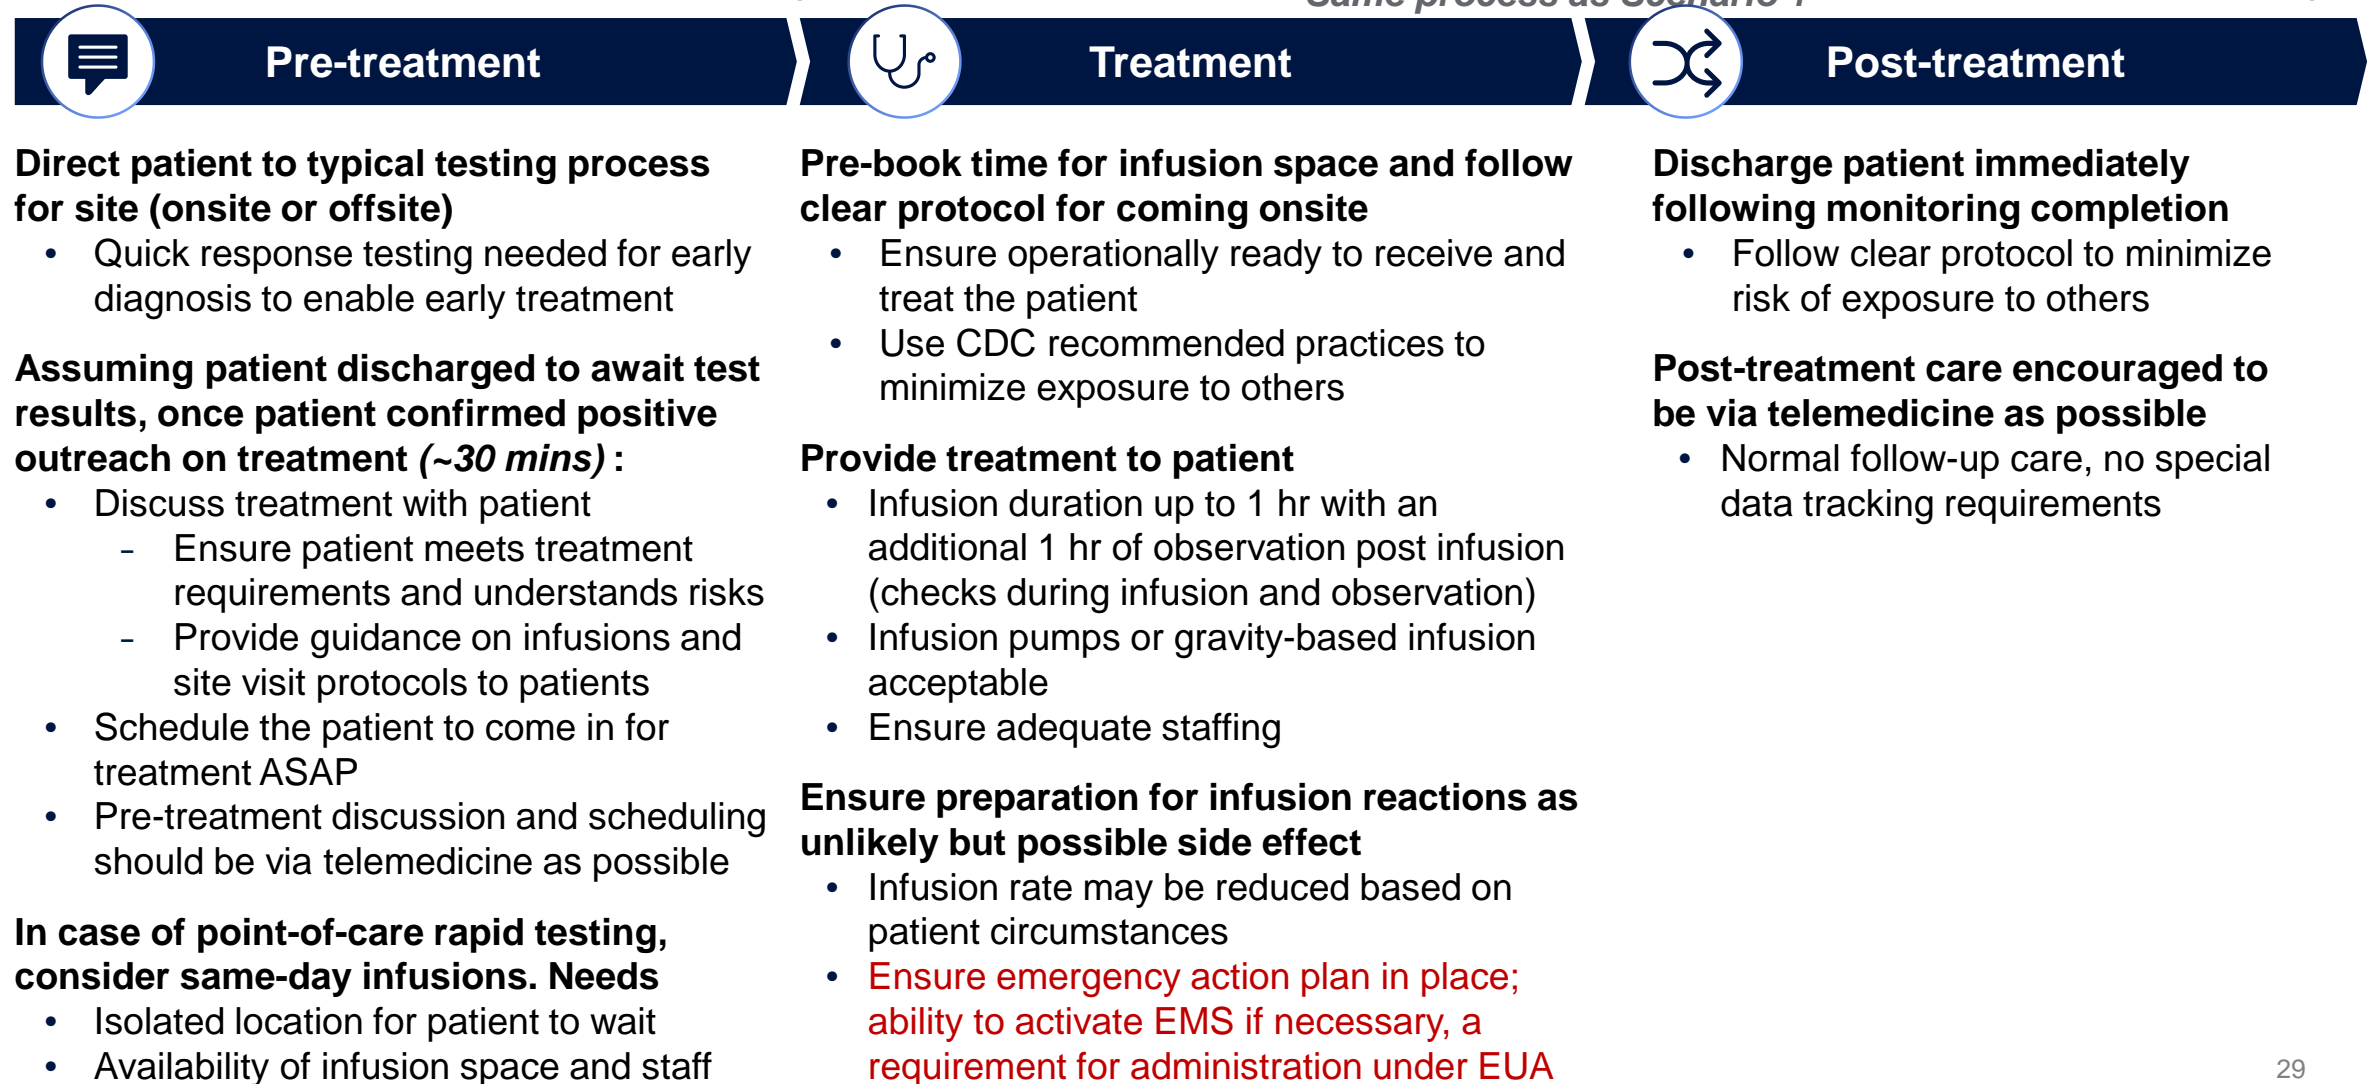 Same process as Scenario 1
Pre-treatment
Treatment
Post-treatment
Direct patient to typical testing process
for site (onsite or offsite)
• Quick response testing needed for early
diagnosis to enable early treatment
Assuming patient discharged to await test
results, once patient confirmed positive
outreach on treatment (~30 mins) :
• Discuss treatment with patient
- Ensure patient meets treatment
requirements and understands risks
- Provide guidance on infusions and
site visit protocols to patients
• Schedule the patient to come in for
treatment ASAP
• Pre-treatment discussion and scheduling
should be via telemedicine as possible
In case of point-of-care rapid testing,
consider same-day infusions. Needs
• Isolated location for patient to wait
• Availability of infusion space and staff
Pre-book time for infusion space and follow
clear protocol for coming onsite
• Ensure operationally ready to receive and
treat the patient
• Use CDC recommended practices to
minimize exposure to others
Provide treatment to patient
• Infusion duration up to 1 hr with an
additional 1 hr of observation post infusion
(checks during infusion and observation)
• Infusion pumps or gravity-based infusion
acceptable
• Ensure adequate staffing
Ensure preparation for infusion reactions as
unlikely but possible side effect
• Infusion rate may be reduced based on
patient circumstances
• Ensure emergency action plan in place;
ability to activate EMS if necessary, a
requirement for administration under EUA
Discharge patient immediately
following monitoring completion
• Follow clear protocol to minimize
risk of exposure to others
Post-treatment care encouraged to
be via telemedicine as possible
• Normal follow-up care, no special
data tracking requirements
29